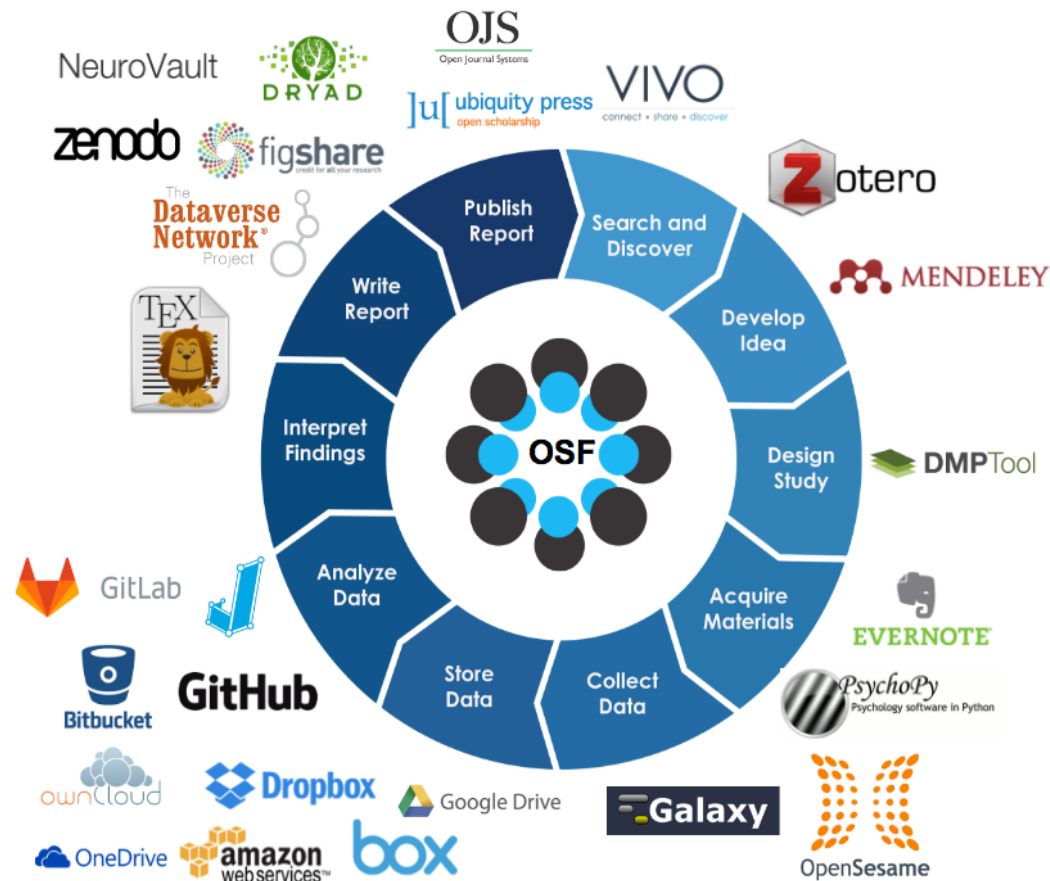 OJS
Open Journal Systems
NeuroVault
DRYAD
]u[ ubiquity press
open scholarship
VIVO
connect • share • discover
zenodo
figshare
credit for all your research
Zotero
The
Dataverse
Network®
Project
MENDELEY
TEX
Publish
Report
Search and
Discover
Write
Report
Develop
Idea
Interpret
Findings
OSF
Design
Study
DMPTool
Analyze
Data
Acquire
Materials
Store
Data
Collect
Data
GitLab
EVERNOTE
Bitbucket
GitHub
PsychoPy
Psychology software in Python
ownCloud
Dropbox
Google Drive
Galaxy
OneDrive
amazon
webservices™
box
OpenSesame